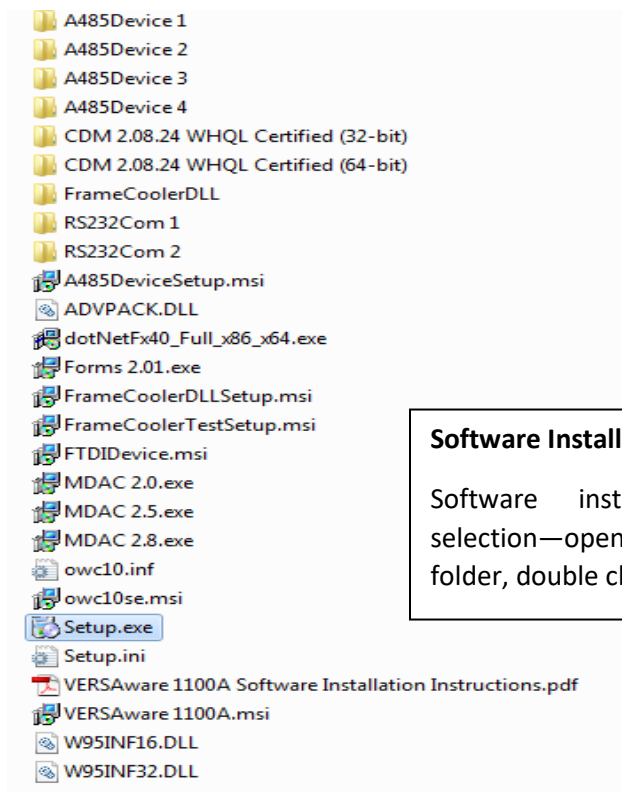 A485Device 1
A485Device 2
A485Device 3
A485Device 4
CDM 2.08.24 WHQL Certified (32-bit)
CDM 2.08.24 WHQL Certified (64-bit)
FrameCoolerDLL
RS232Com 1
RS232Com 2
A485DeviceSetup.msi
ADVPACK.DLL
dotNetFx40_Full_x86_x64.exe
Forms 2.01.exe
FrameCoolerDLLSetup.msi
FrameCoolerTestSetup.msi
FTDIDevice.msi
MDAC 2.0.exe
MDAC 2.5.exe
MDAC 2.8.exe
owc10.inf
owc10se.msi
Setup.exe
Setup.ini
VERSAware 1100A Software Installation Instructions.pdf
VERSAware 1100A.msi
W95INF16.DLL
W95INF32.DLL
Software Install
Software inst
selection—open
folder, double cl